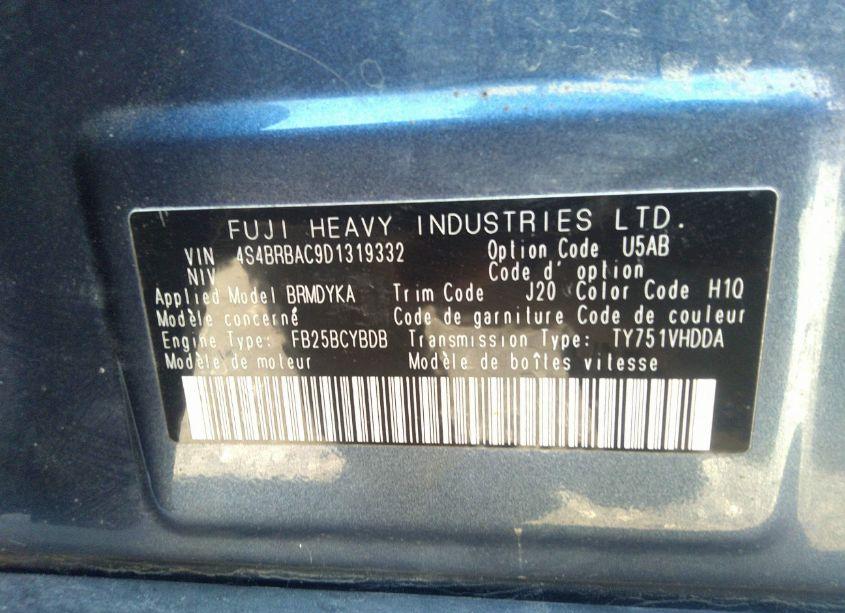 FUJI HEAVY INDUSTRIES LTD.
VIN 4S4BRBAC9D1319332 Option Code U5AB
NIV Code d' option
Applied Model BRMDYKA Trim Code J20 Color Code H1Q
Modèle concerné Code de garniture Code de couleur
Engine Type: FB25BCYBDB Transmission Type: TY751VHDDA
Modèle de moteur Modèle de boîtes vitesse